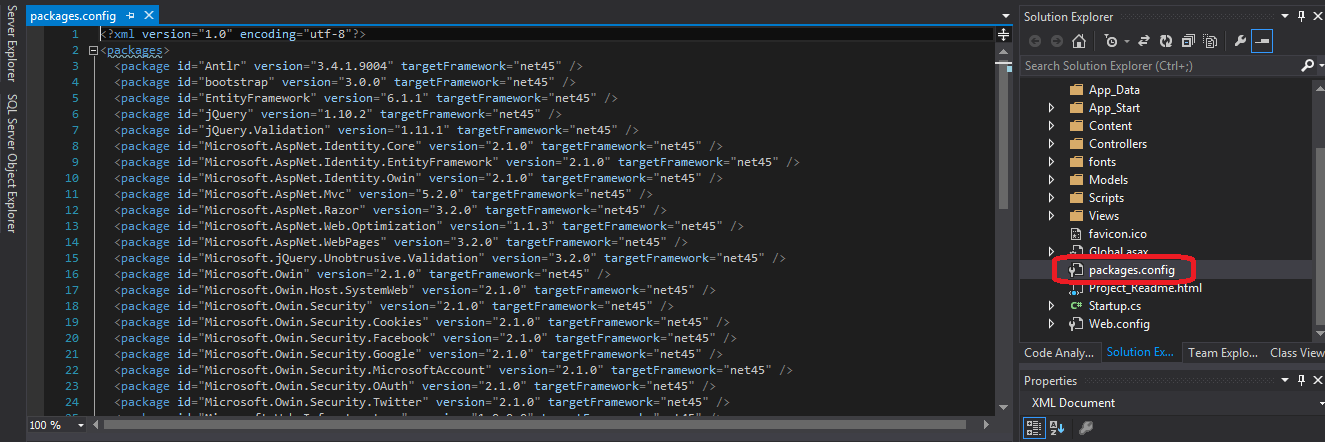 Server Explorer
SQL Server Object Explorer
packages.config
1 <?xml version="1.0" encoding="utf-8"?>
2 <packages>
3 <package id="Antlr" version="3.4.1.9004" targetFramework="net45" />
4 <package id="bootstrap" version="3.0.0" targetFramework="net45" />
5 <package id="EntityFramework" version="6.1.1" targetFramework="net45" />
6 <package id="jQuery" version="1.10.2" targetFramework="net45" />
7 <package id="jQuery.Validation" version="1.11.1" targetFramework="net45" />
8 <package id="Microsoft.AspNet.Identity.Core" version="2.1.0" targetFramework="net45" />
9 <package id="Microsoft.AspNet.Identity.EntityFramework" version="2.1.0" targetFramework="net45" />
10 <package id="Microsoft.AspNet.Identity.Owin" version="2.1.0" targetFramework="net45" />
11 <package id="Microsoft.AspNet.Mvc" version="5.2.0" targetFramework="net45" />
12 <package id="Microsoft.AspNet.Razor" version="3.2.0" targetFramework="net45" />
13 <package id="Microsoft.AspNet.Web.Optimization" version="1.1.3" targetFramework="net45" />
14 <package id="Microsoft.AspNet.WebPages" version="3.2.0" targetFramework="net45" />
15 <package id="Microsoft.jQuery.Unobtrusive.Validation" version="3.2.0" targetFramework="net45" />
16 <package id="Microsoft.Owin" version="2.1.0" targetFramework="net45" />
17 <package id="Microsoft.Owin.Host.SystemWeb" version="2.1.0" targetFramework="net45" />
18 <package id="Microsoft.Owin.Security" version="2.1.0" targetFramework="net45" />
19 <package id="Microsoft.Owin.Security.Cookies" version="2.1.0" targetFramework="net45" />
20 <package id="Microsoft.Owin.Security.Facebook" version="2.1.0" targetFramework="net45" />
21 <package id="Microsoft.Owin.Security.Google" version="2.1.0" targetFramework="net45" />
22 <package id="Microsoft.Owin.Security.MicrosoftAccount" version="2.1.0" targetFramework="net45" />
23 <package id="Microsoft.Owin.Security.OAuth" version="2.1.0" targetFramework="net45" />
24 <package id="Microsoft.Owin.Security.Twitter" version="2.1.0" targetFramework="net45" />
100 %
Solution Explorer
Search Solution Explorer (Ctrl+;)
App_Data
App_Start
Content
Controllers
fonts
Models
Scripts
Views
favicon.ico
Global.asax
packages.config
Project_Readme.html
C# Startup.cs
Web.config
Code Analy... Solution Ex... Team Explo... Class View
Properties
XML Document